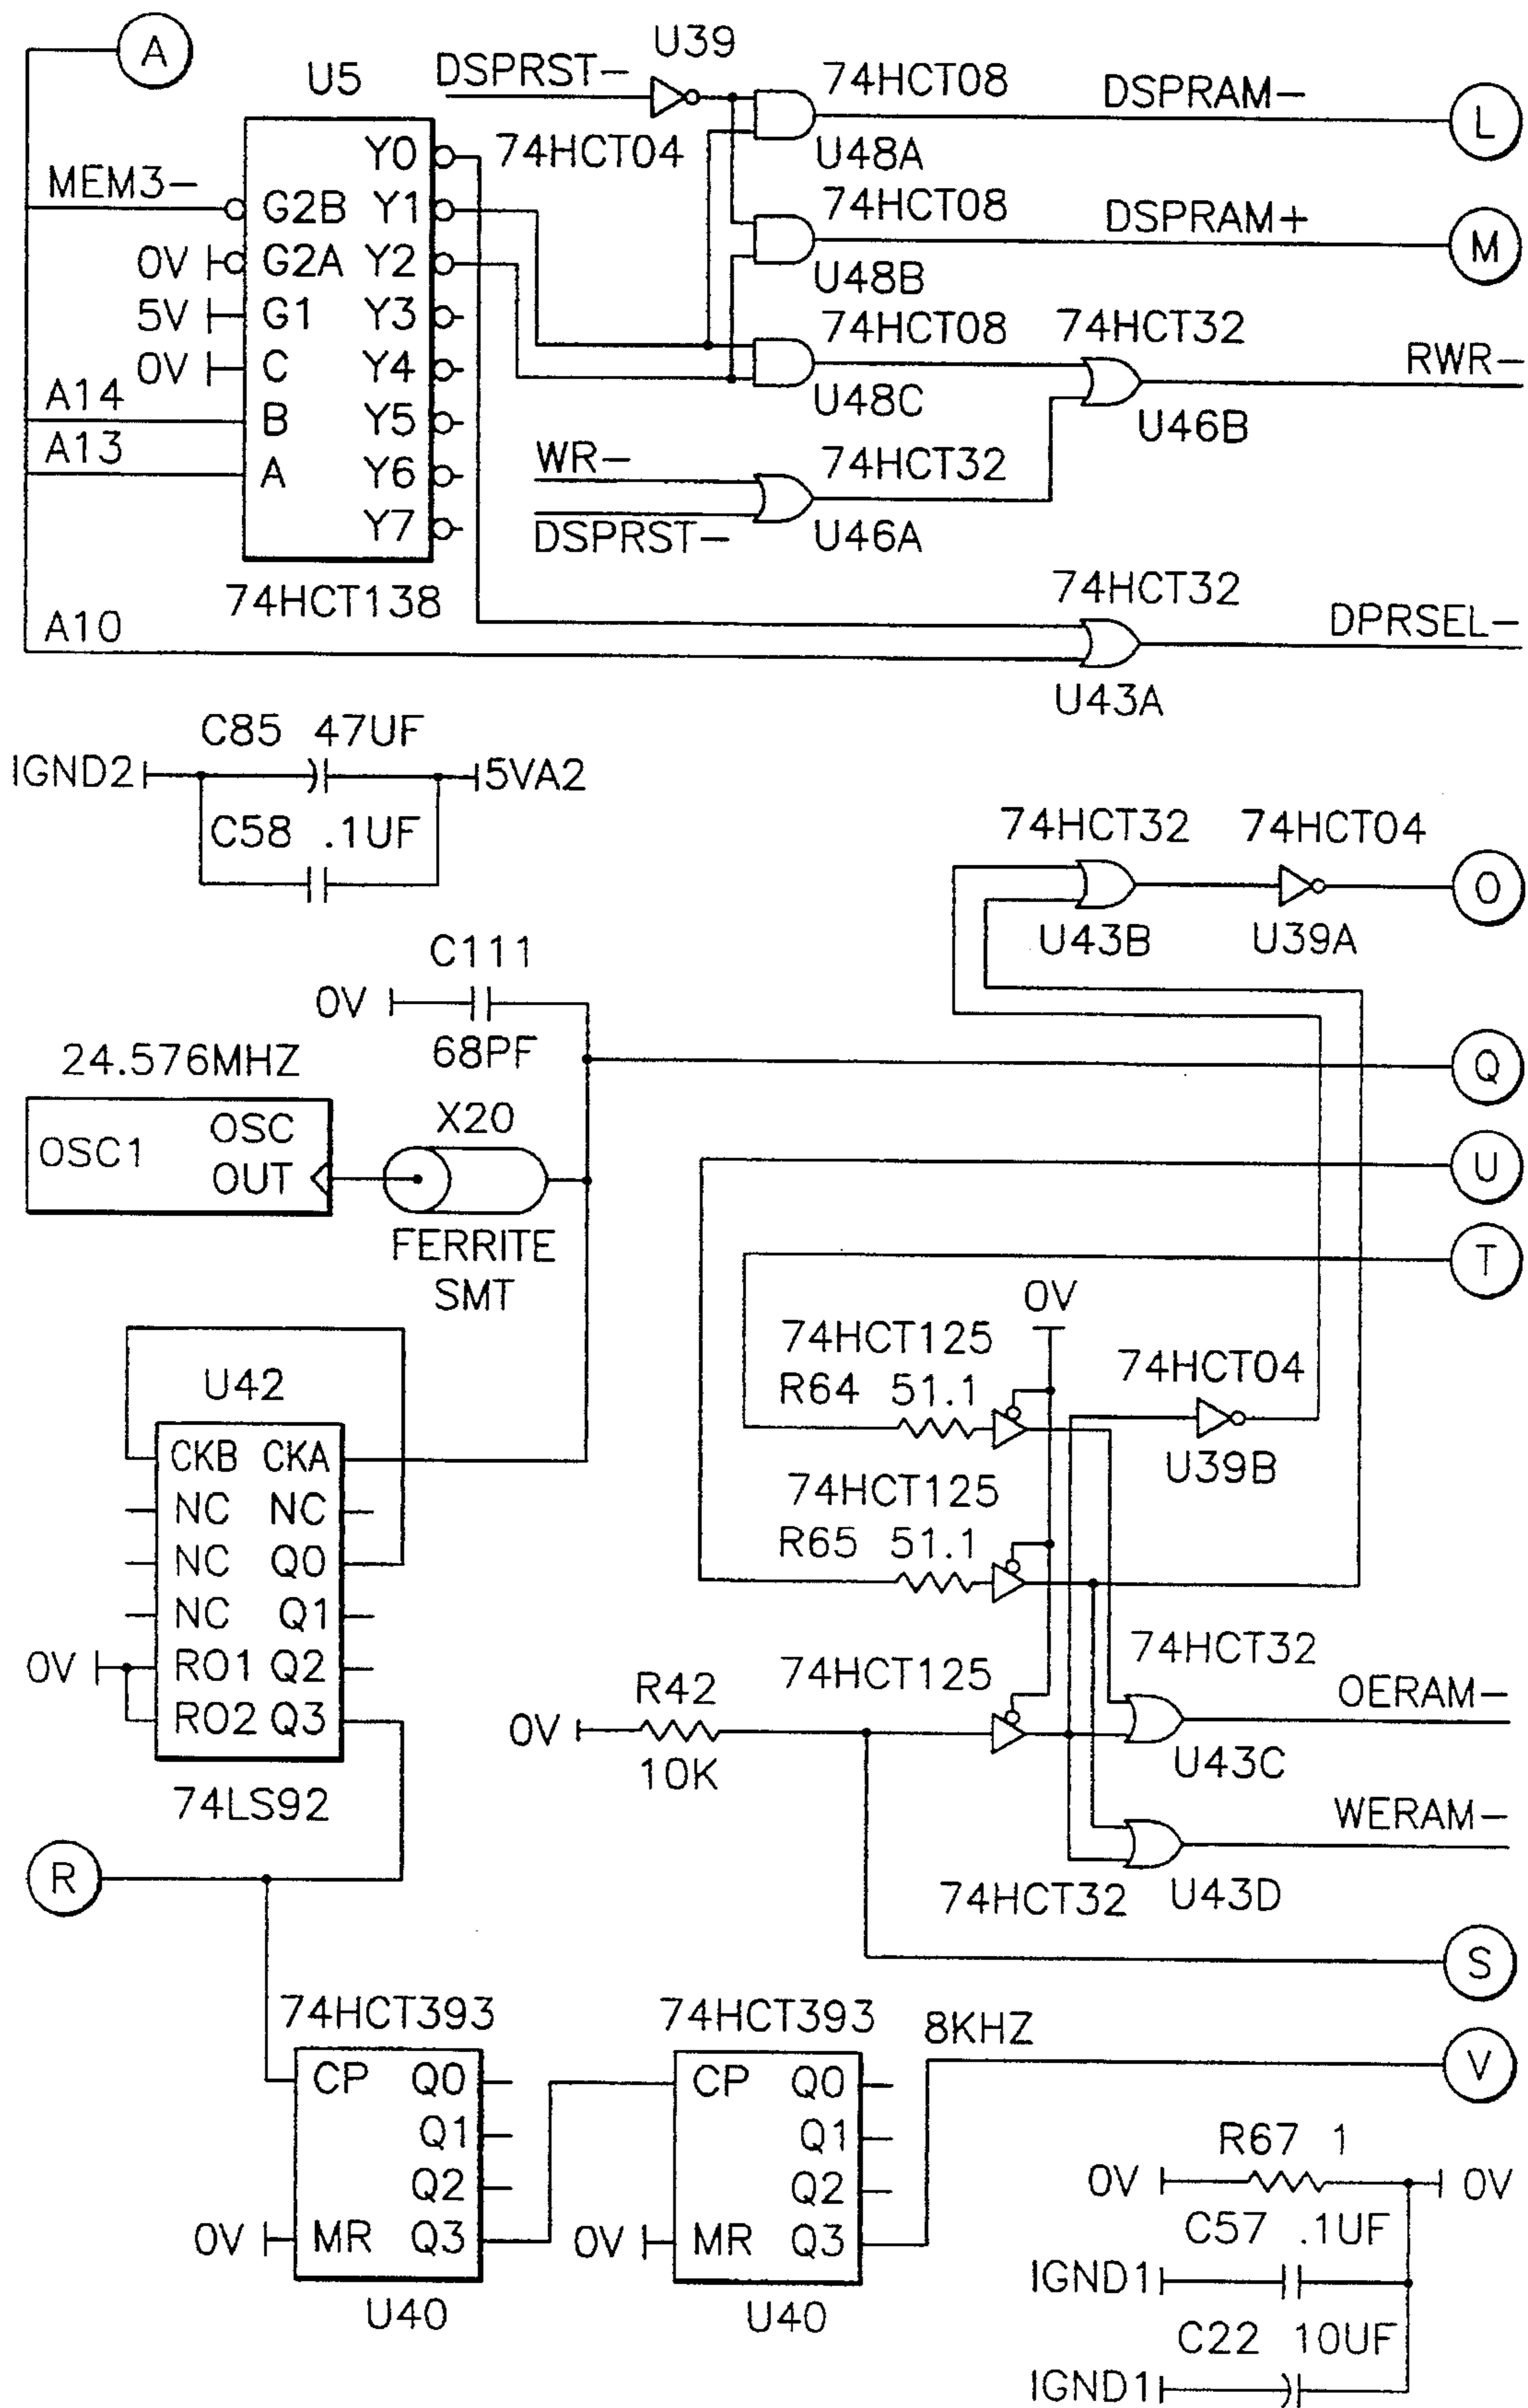 A
U39
DSPRST-
U5
74HCT08
DSPRAM-
L
Y0
74HCT04
U48A
MEM3-
G2B Y1
74HCT08
DSPRAM+
M
0V
G2A Y2
U48B
5V
G1 Y3
74HCT08
74HCT32
0V
C Y4
RWR-
A14
U48C
B Y5
U46B
A13
WR-
74HCT32
A Y6
Y7
DSPRST-
U46A
74HCT138
74HCT32
A10
DPRSEL-
U43A
C85 47UF
IGND2
5VA2
C58 .1UF
74HCT32
74HCT04
O
U43B
U39A
C111
0V
68PF
24.576MHZ
Q
OSC1
OSC
OUT
X20
U
FERRITE
SMT
T
0V
74HCT125
74HCT04
U42
R64 51.1
CKB CKA
U39B
NC NC
74HCT125
NC Q0
R65 51.1
NC Q1
0V
RO1 Q2
74HCT125
74HCT32
RO2 Q3
R42
OERAM-
0V
10K
U43C
74LS92
WERAM-
R
74HCT32
U43D
S
74HCT393
74HCT393
8KHZ
V
CP Q0
CP Q0
Q1
Q1
R67 1
Q2
Q2
0V
0V
0V
MR Q3
0V
MR Q3
C57 .1UF
IGND1
U40
U40
C22 10UF
IGND1